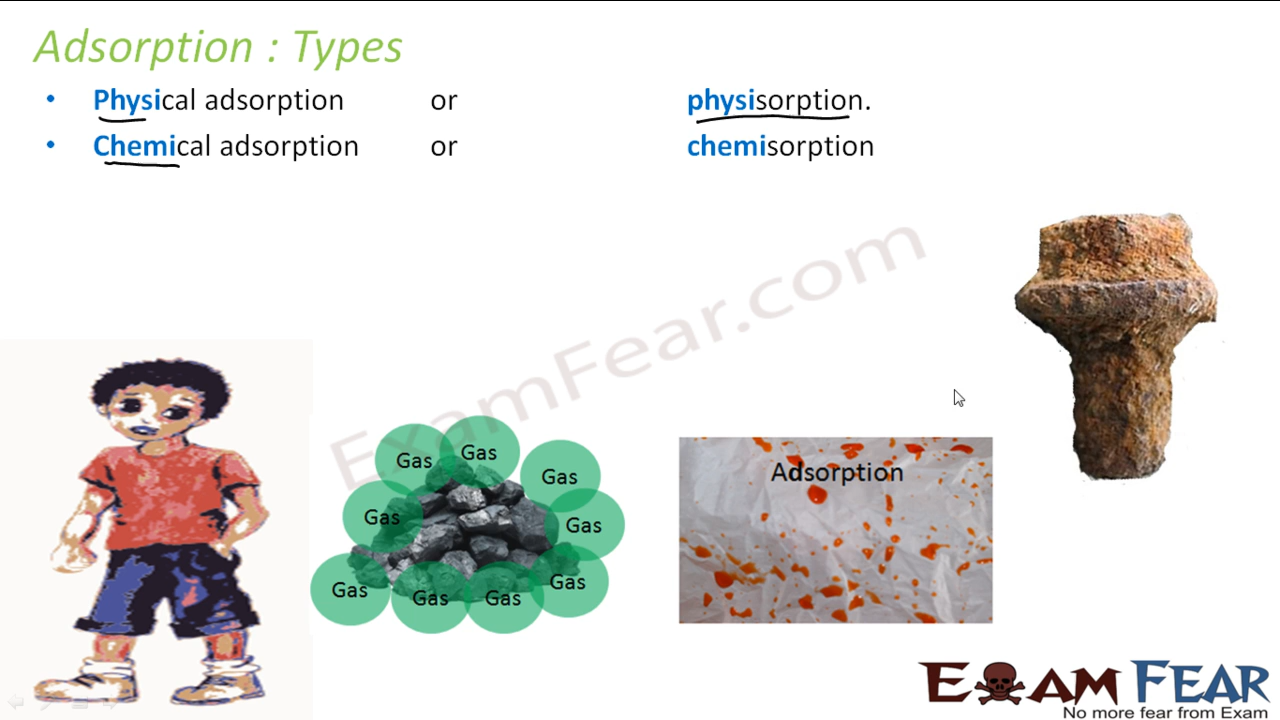 Adsorption : Types
• Physical adsorption or physisorption.
• Chemical adsorption or chemisorption
ExamFear.com
Gas
Gas
Gas
Gas
Gas
Gas
Gas
Gas
Gas
Adsorption
EXAM FEAR
No more fear from Exam